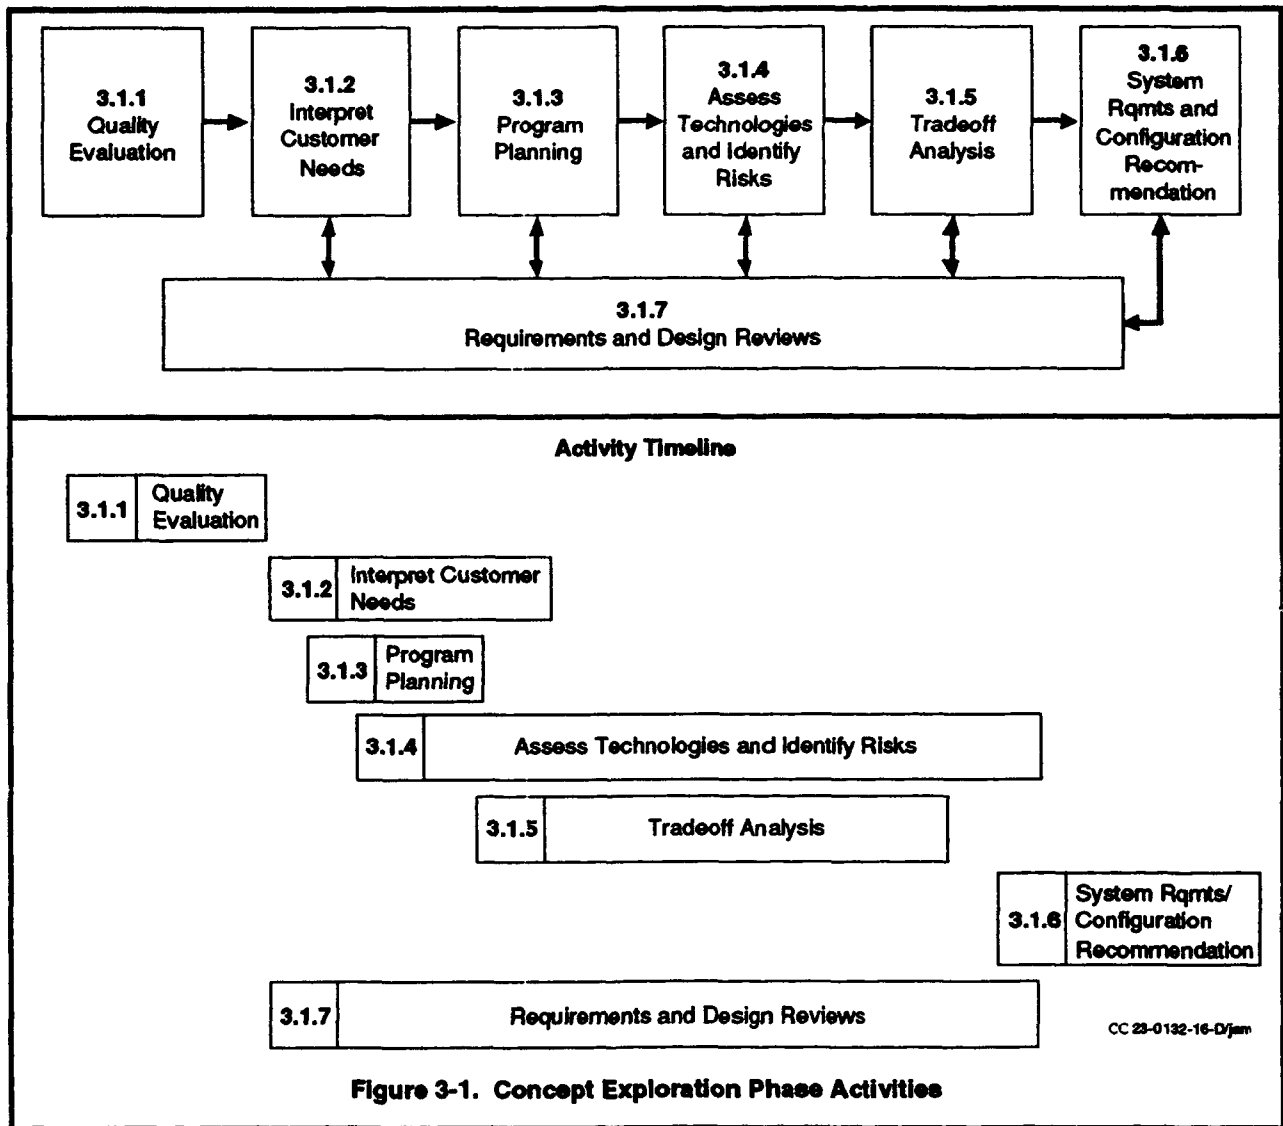 3.1.1
Quality
Evaluation
3.1.2
Interpret
Customer
Needs
3.1.3
Program
Planning
3.1.4
Assess
Technologies
and Identify
Risks
3.1.5
Tradeoff
Analysis
3.1.6
System
Rqmts and
Configuration
Recom-
mendation
3.1.7
Requirements and Design Reviews
Activity Timeline
3.1.1
Quality
Evaluation
3.1.2
Interpret Customer
Needs
3.1.3
Program
Planning
3.1.4
Assess Technologies and Identify Risks
3.1.5
Tradeoff Analysis
3.1.6
System Rqmts/
Configuration
Recommendation
3.1.7
Requirements and Design Reviews
CC 23-0132-16-D/jam
Figure 3-1. Concept Exploration Phase Activities